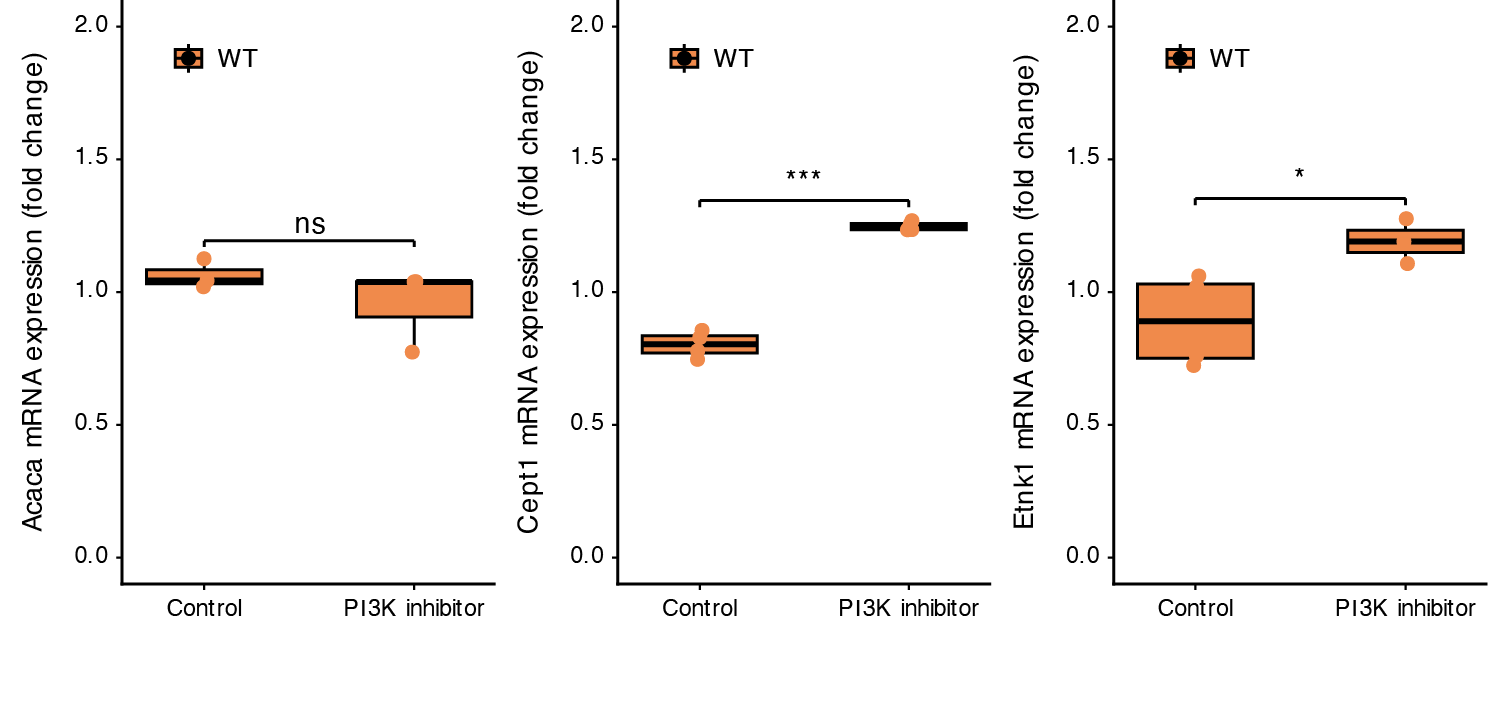 Acaca mRNA expression (fold change)
2.0
1.5
1.0
0.5
0.0
WT
ns
Control
PI3K inhibitor
Cept1 mRNA expression (fold change)
2.0
1.5
1.0
0.5
0.0
WT
***
Control
PI3K inhibitor
Etnk1 mRNA expression (fold change)
2.0
1.5
1.0
0.5
0.0
WT
*
Control
PI3K inhibitor